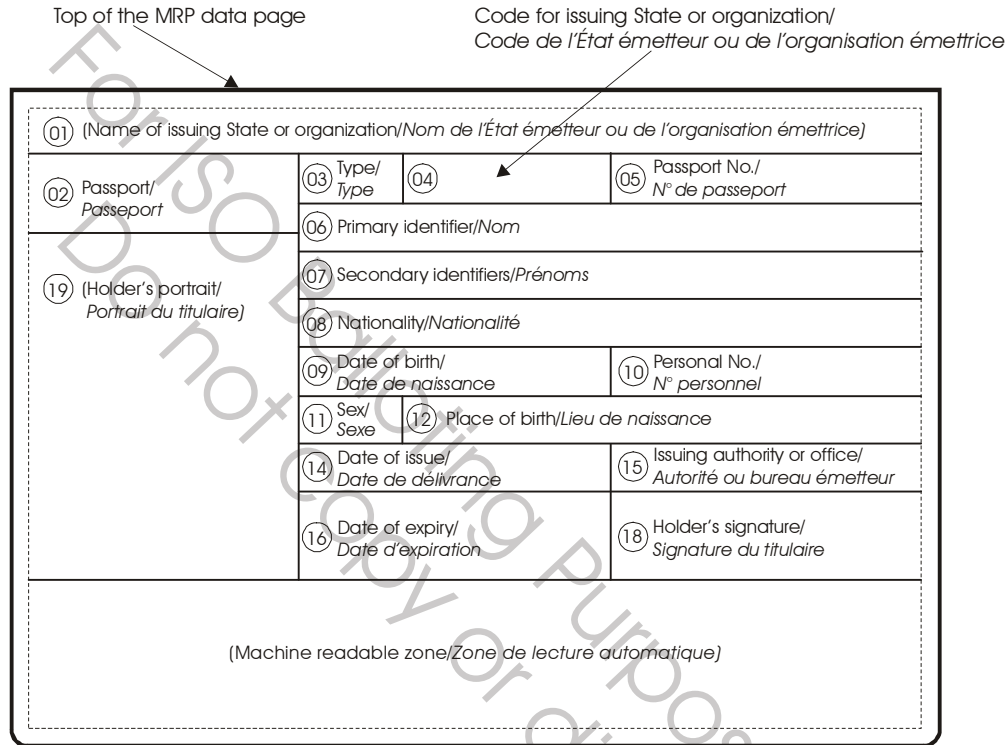 Top of the MRP data page
Code for issuing State or organization/
Code de l'État émetteur ou de l'organisation émettrice
01 (Name of issuing State or organization/Nom de l'État émetteur ou de l'organisation émettrice)
02 Passport/
Passeport
03 Type/
Type
04
05 Passport No./
N° de passeport
06 Primary identifier/Nom
07 Secondary identifiers/Prénoms
19 (Holder's portrait/
Portrait du titulaire)
08 Nationality/Nationalité
09 Date of birth/
Date de naissance
10 Personal No./
N° personnel
11 Sex/
Sexe
12 Place of birth/Lieu de naissance
14 Date of issue/
Date de délivrance
15 Issuing authority or office/
Autorité ou bureau émetteur
16 Date of expiry/
Date d'expiration
18 Holder's signature/
Signature du titulaire
(Machine readable zone/Zone de lecture automatique)
For ISO Balloting Purpos
Do not copy or di